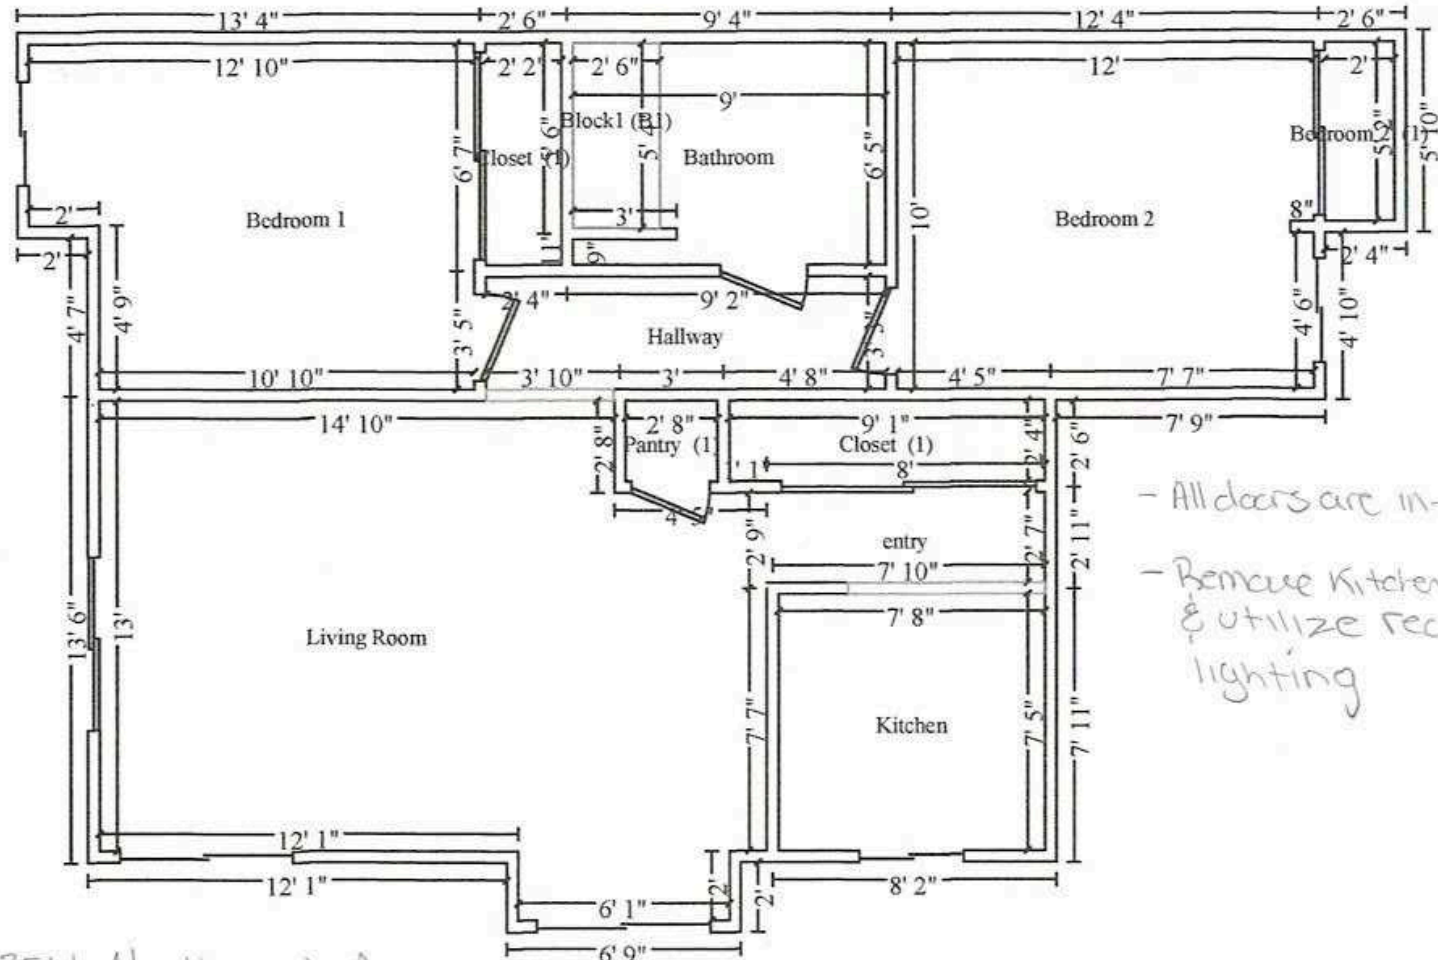 13' 4" 2' 6" 9' 4" 12' 4" 2' 6"
12' 10" 2' 2" 2' 6" 12' 2'
9'
Block1 (B1) Bedroom 2 (1)
6' 7" 5' 4" 6' 5" 5' 2" 5' 10"
Closet (1) Bathroom
2' 3' 8"
Bedroom 1 10' Bedroom 2
2' 1" 9" 2' 4"
4' 7" 4' 9" 2' 4" 9' 2" 4' 6" 4' 10"
3' 5" Hallway 3' 5"
10' 10" 3' 10" 3' 4' 8" 4' 5" 7' 7"
14' 10" 2' 8" 9' 1" 7' 9"
2' 8" Pantry (1) Closet (1) 2' 4" 2' 6"
1' 1" 8'
- All doors are in-
2' 9" entry 2' 7" 2' 11"
7' 10"
- Remove Kitchen
7' 8"
& utilize rec
13' 6" 13' Living Room
lighting
7' 7" Kitchen 7' 5" 7' 11"
12' 1"
12' 1" 2' 2' 8' 2"
6' 1"
6' 9"